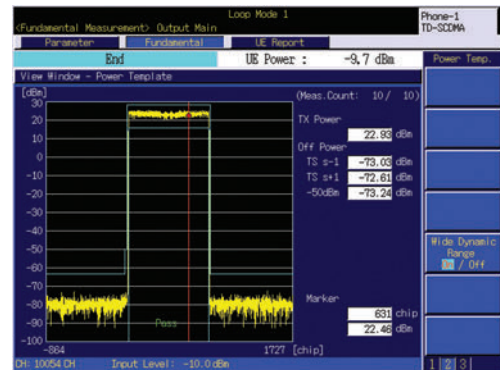 Loop Mode 1
Phone-1
<Fundamental Measurement> Output Main
TD-SCDMA
Parameter
Fundamental
UE Report
End
UE Power :
-9.7 dBm
Power Temp.
View Window - Power Template
[dBm]
(Meas.Count: 10/ 10)
30
20
10
0
-10
-20
-30
-40
-50
-60
-70
-80
-90
-100
TX Power
22.93 dBm
Off Power
TS s-1 -73.03 dBm
TS s+1 -72.61 dBm
-50dBm -73.24 dBm
Wide Dynamic
Range
On / Off
Marker
631 chip
22.46 dBm
Pass
-864
1727 [chip]
CH: 10054 CH
Input Level: -10.0 dBm
1 2 3